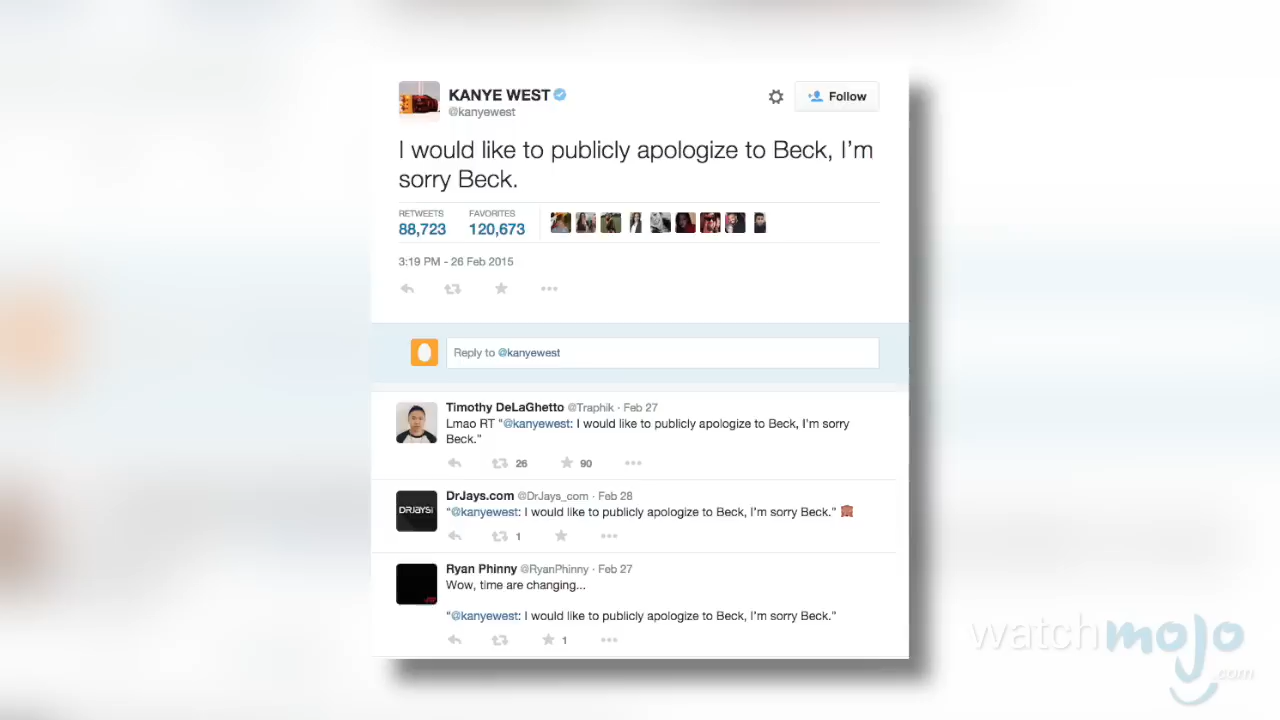 KANYE WEST
@kanyewest
Follow
I would like to publicly apologize to Beck, I'm
sorry Beck.
RETWEETS FAVORITES
88,723 120,673
3:19 PM - 26 Feb 2015
Reply to @kanyewest
Timothy DeLaGhetto @Traphik · Feb 27
Lmao RT "@kanyewest: I would like to publicly apologize to Beck, I'm sorry
Beck."
26 90
DRJAYS
DrJays.com @DrJays_com · Feb 28
"@kanyewest: I would like to publicly apologize to Beck, I'm sorry Beck."
1
Ryan Phinny @RyanPhinny · Feb 27
Wow, time are changing...
"@kanyewest: I would like to publicly apologize to Beck, I'm sorry Beck."
1
watchmojo
.com